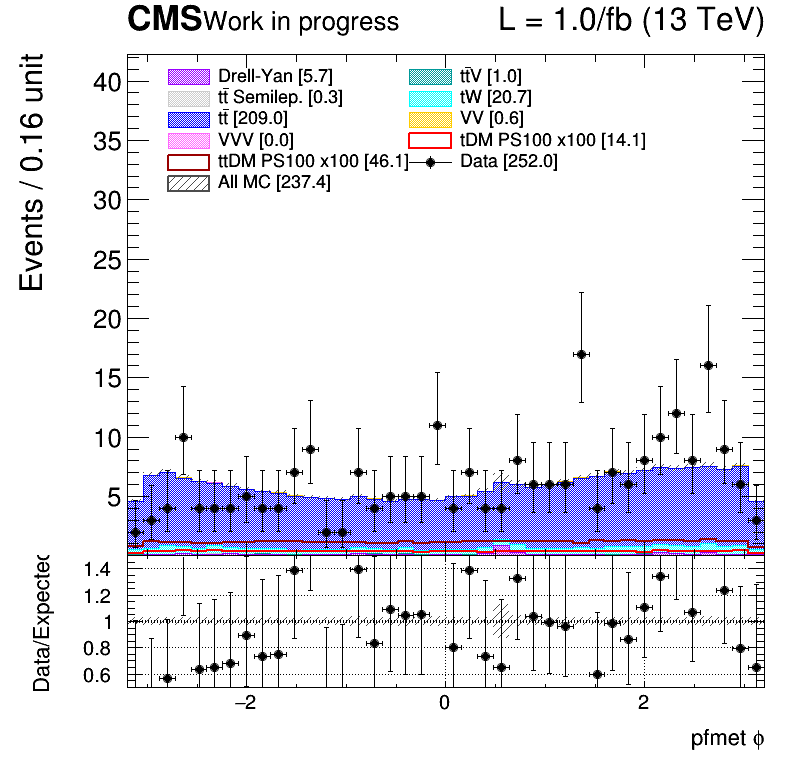 CMS Work in progress L = 1.0/fb (13 TeV)
Events / 0.16 unit
40
35
30
25
20
15
10
5
Drell-Yan [5.7] tt̄V [1.0]
tt̄ Semilep. [0.3] tW [20.7]
tt̄ [209.0] VV [0.6]
VVV [0.0] tDM PS100 x100 [14.1]
ttDM PS100 x100 [46.1] Data [252.0]
All MC [237.4]
Data/Expected
1.4
1.2
1
0.8
0.6
−2 0 2
pfmet ϕ